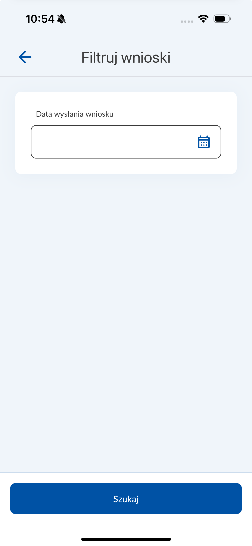 10:54
Filtruj wnioski
Data wysłania wniosku
Szukaj